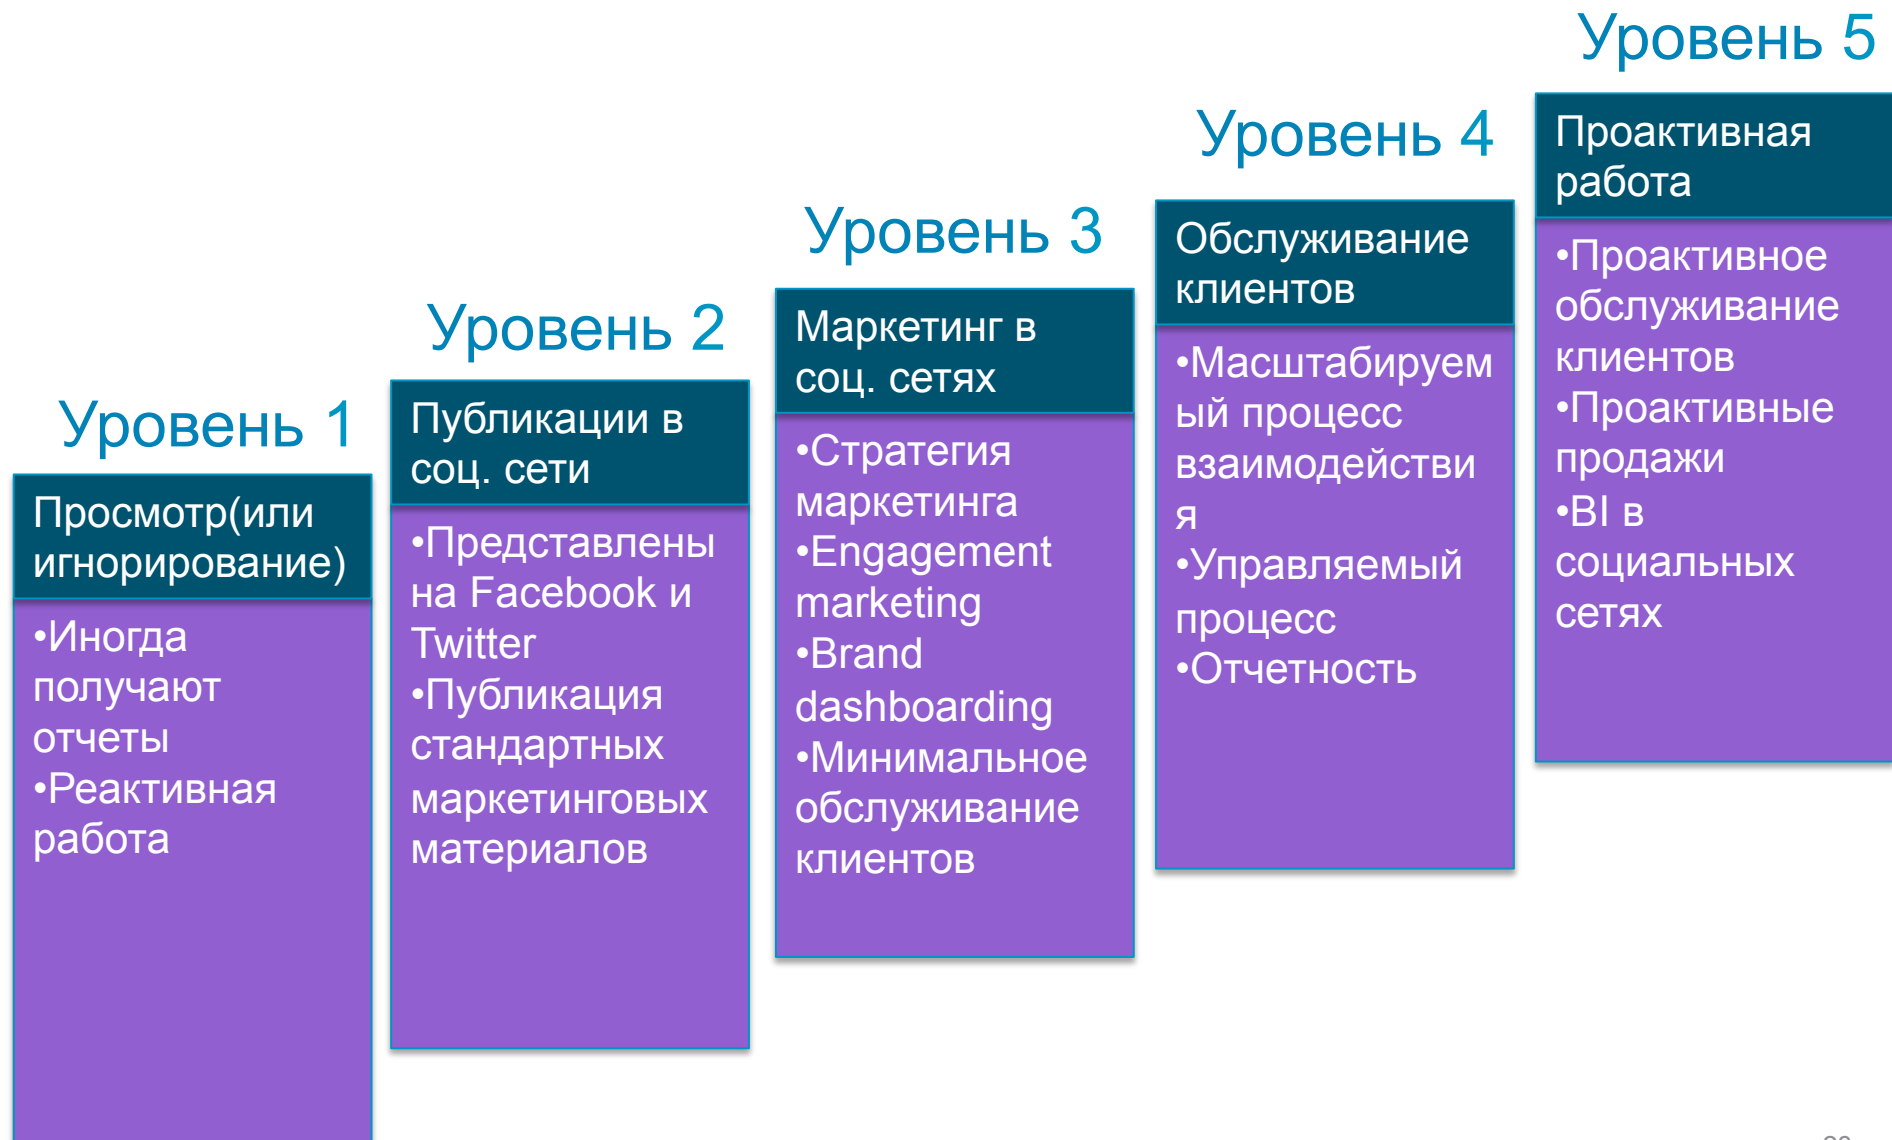 Уровень 1
Просмотр(или
игнорирование)
•Иногда
получают
отчеты
•Реактивная
работа
Уровень 2
Публикации в
соц. сети
•Представлены
на Facebook и
Twitter
•Публикация
стандартных
маркетинговых
материалов
Уровень 3
Маркетинг в
соц. сетях
•Стратегия
маркетинга
•Engagement
marketing
•Brand
dashboarding
•Минимальное
обслуживание
клиентов
Уровень 4
Обслуживание
клиентов
•Масштабируем
ый процесс
взаимодействи
я
•Управляемый
процесс
•Отчетность
Уровень 5
Проактивная
работа
•Проактивное
обслуживание
клиентов
•Проактивные
продажи
•BI в
социальных
сетях